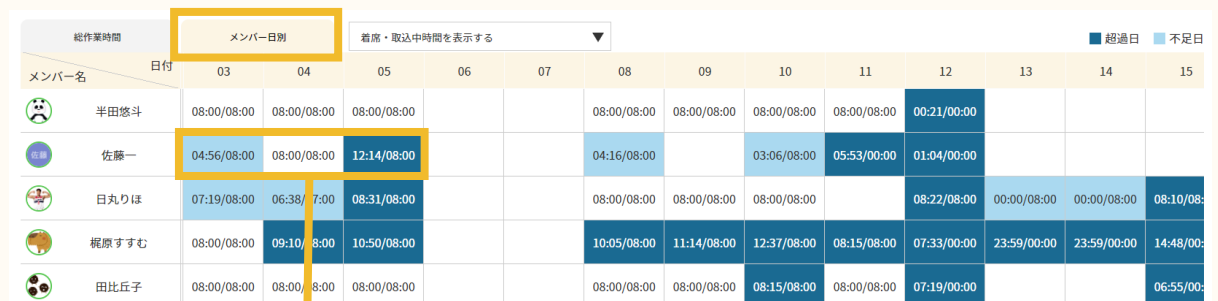 総作業時間 メンバー日別 着席・取込中時間を表示する ▼ 超過日 不足日
メンバー名 日付 03 04 05 06 07 08 09 10 11 12 13 14 15
半田悠斗 08:00/08:00 08:00/08:00 08:00/08:00 08:00/08:00 08:00/08:00 08:00/08:00 08:00/08:00 00:21/00:00
佐藤 佐藤一 04:56/08:00 08:00/08:00 12:14/08:00 04:16/08:00 03:06/08:00 05:53/00:00 01:04/00:00
日丸りほ 07:19/08:00 06:38/ 7:00 08:31/08:00 08:00/08:00 08:00/08:00 08:00/08:00 08:22/08:00 00:00/08:00 00:00/08:00 08:10/08:
梶原すすむ 08:00/08:00 09:10/ 8:00 10:50/08:00 10:05/08:00 11:14/08:00 12:37/08:00 08:15/08:00 07:33/00:00 23:59/00:00 23:59/00:00 14:48/00:
田比丘子 08:00/08:00 08:00/ 8:00 08:00/08:00 08:00/08:00 08:00/08:00 08:15/08:00 08:00/08:00 07:19/00:00 06:55/00: